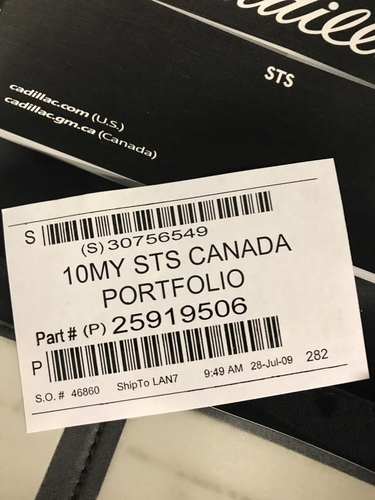 STS
cadillac.com (U.S.)
cadillac.gm.ca (Canada)
S
(S) 30756549
10MY STS CANADA
PORTFOLIO
Part # (P) 25919506
P
S.O. # 46860 ShipTo LAN7 9:49 AM 28-Jul-09 282